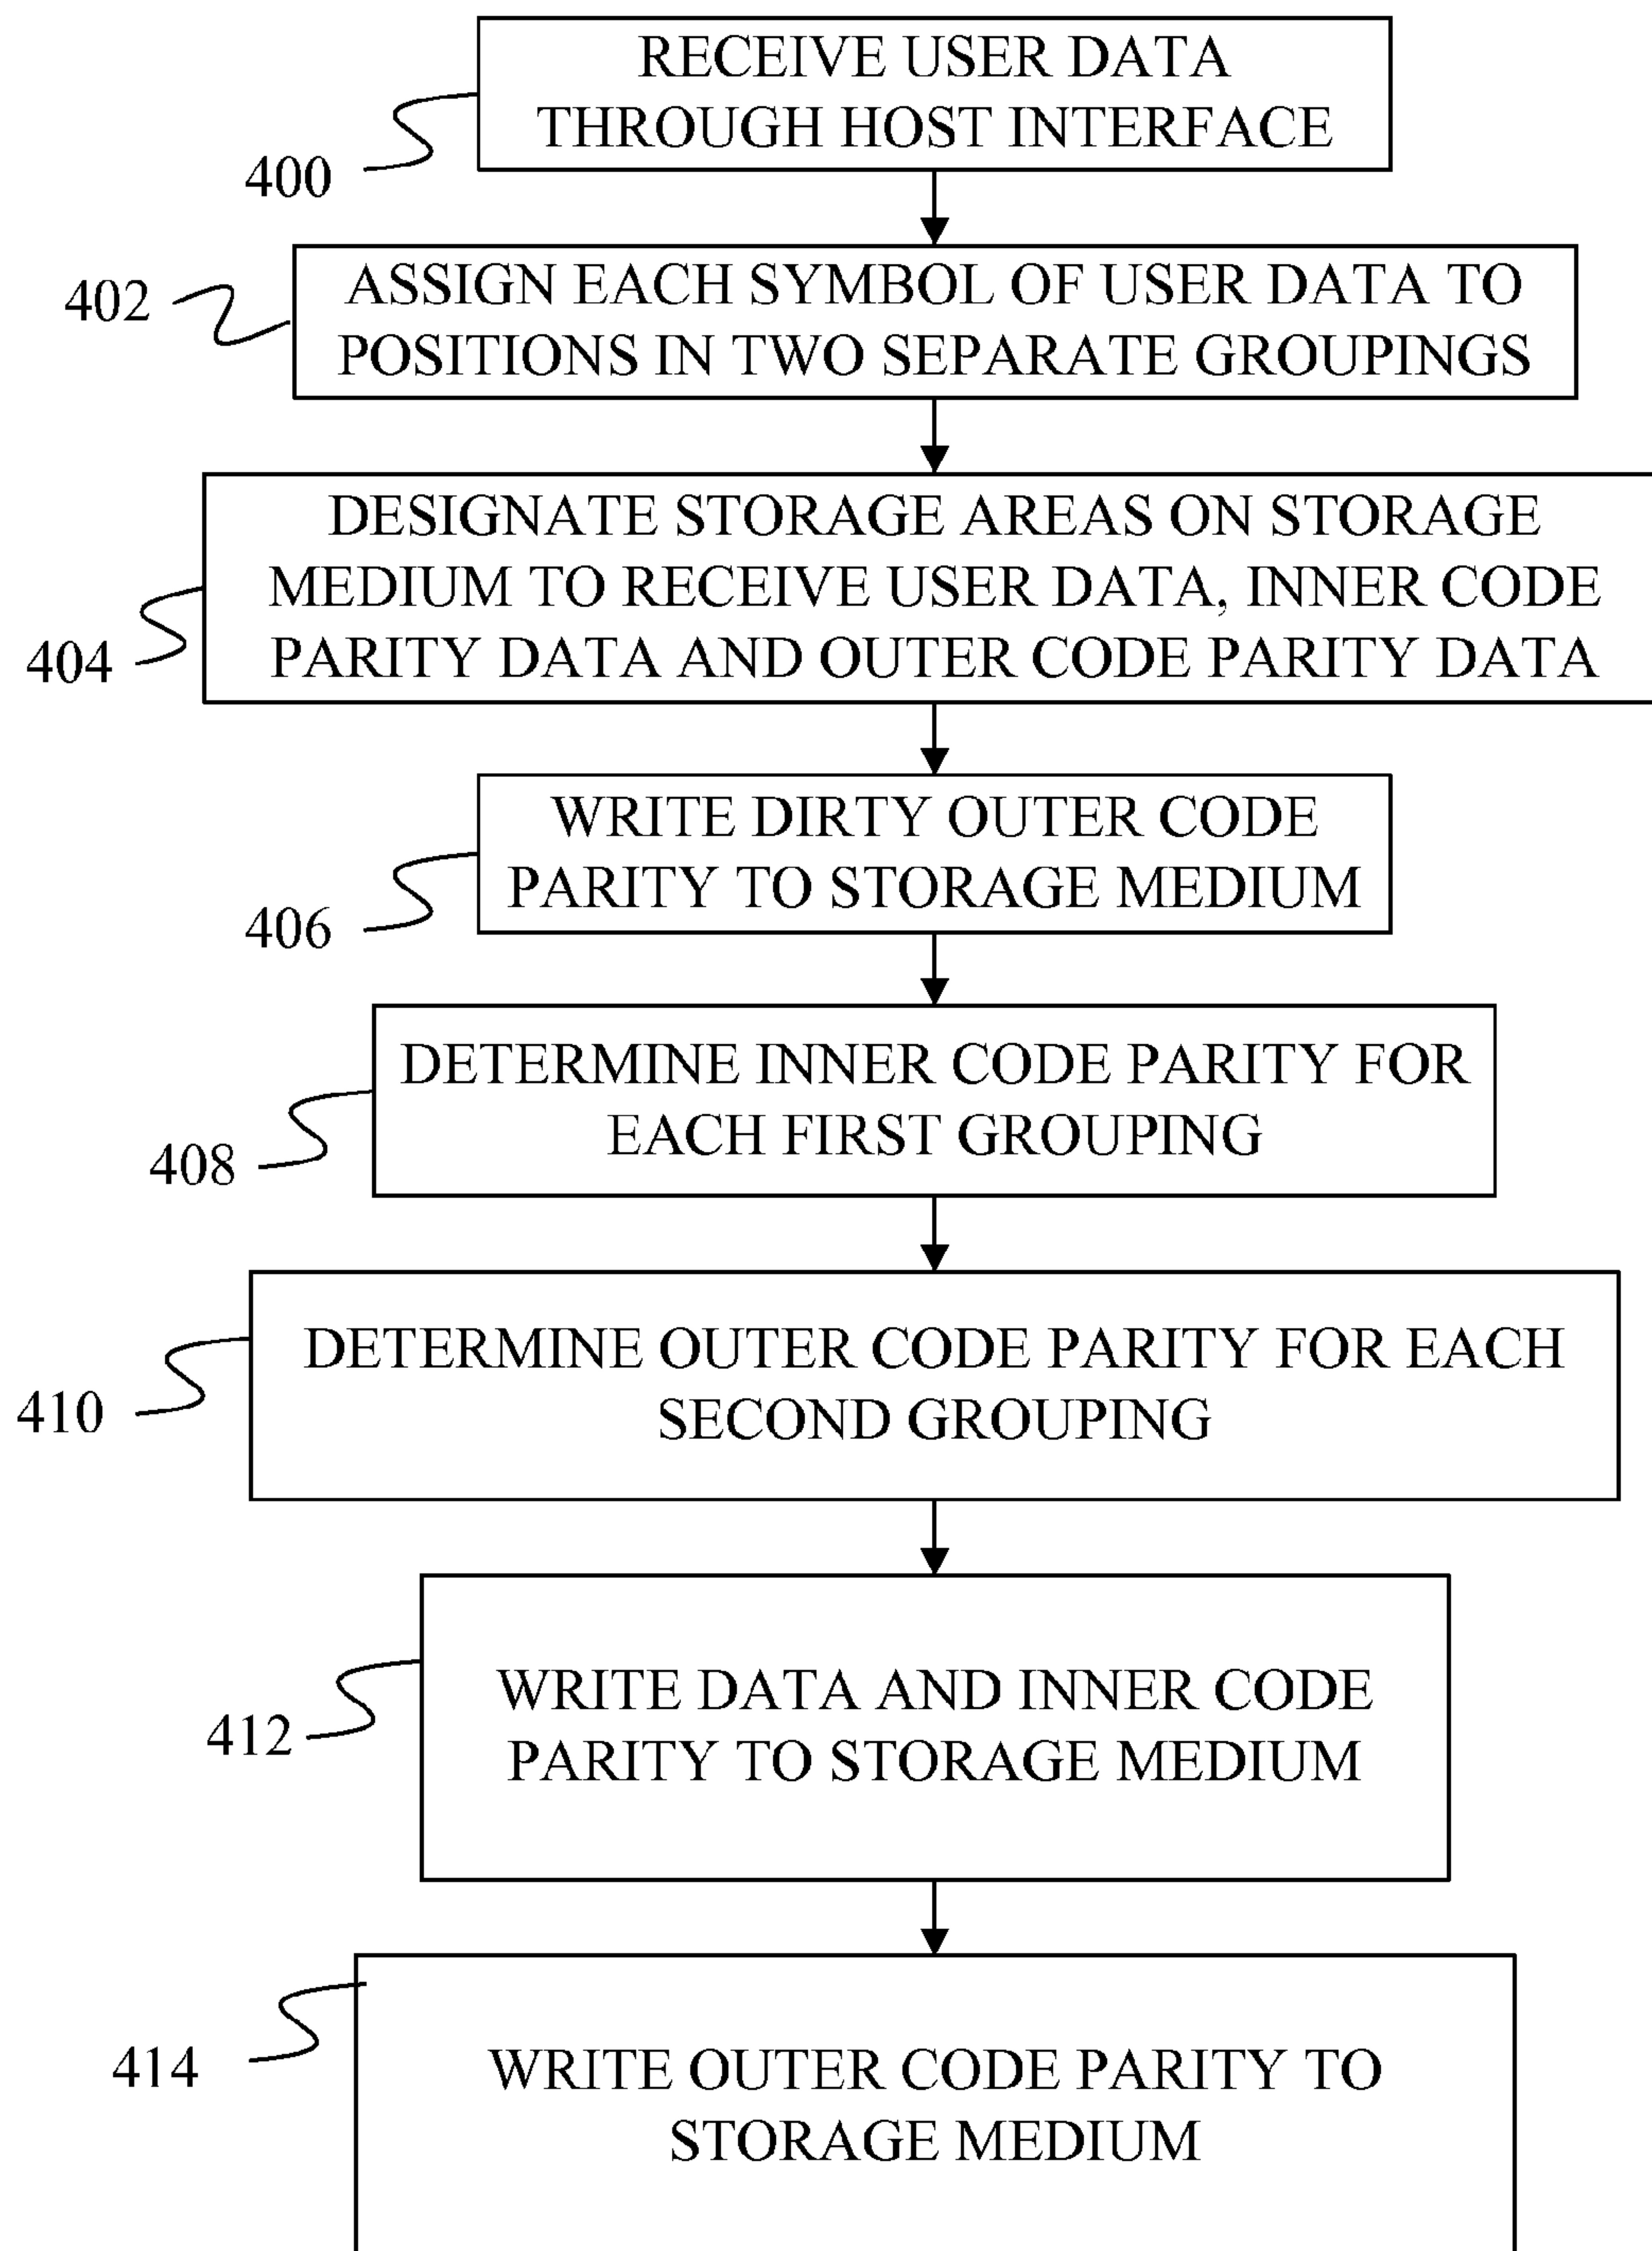 RECEIVE USER DATA
THROUGH HOST INTERFACE
400
402
ASSIGN EACH SYMBOL OF USER DATA TO
POSITIONS IN TWO SEPARATE GROUPINGS
DESIGNATE STORAGE AREAS ON STORAGE
MEDIUM TO RECEIVE USER DATA, INNER CODE
PARITY DATA AND OUTER CODE PARITY DATA
404
WRITE DIRTY OUTER CODE
PARITY TO STORAGE MEDIUM
406
DETERMINE INNER CODE PARITY FOR
EACH FIRST GROUPING
408
DETERMINE OUTER CODE PARITY FOR EACH
SECOND GROUPING
410
WRITE DATA AND INNER CODE
PARITY TO STORAGE MEDIUM
412
WRITE OUTER CODE PARITY TO
STORAGE MEDIUM
414